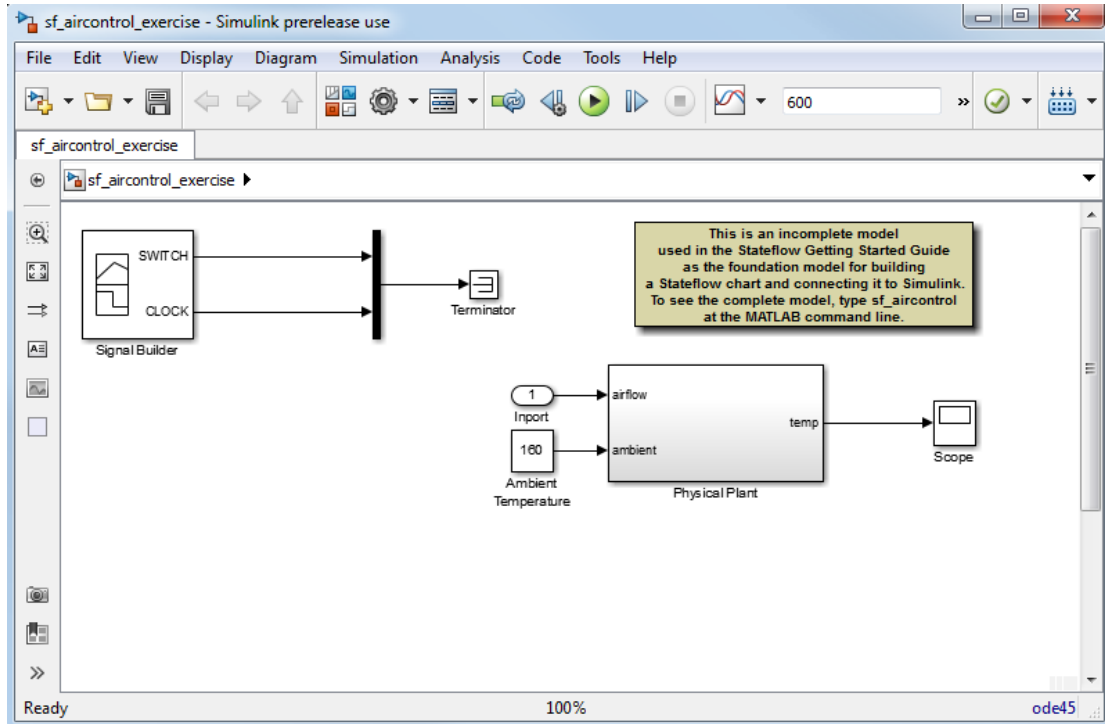 sf_aircontrol_exercise - Simulink prerelease use
File Edit View Display Diagram Simulation Analysis Code Tools Help
600 »
sf_aircontrol_exercise
sf_aircontrol_exercise
SWITCH
CLOCK
Signal Builder
Terminator
This is an incomplete model
used in the Stateflow Getting Started Guide
as the foundation model for building
a Stateflow chart and connecting it to Simulink.
To see the complete model, type sf_aircontrol
at the MATLAB command line.
1
Inport
airflow
160
ambient
Ambient
Temperature
temp
Physical Plant
Scope
Ready 100% ode45